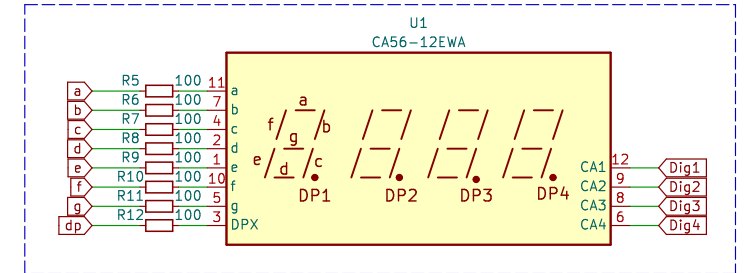 U1
CA56-12EWA
a R5 100 11 a
b R6 100 7 b
c R7 100 4 c
d R8 100 2 d
e R9 100 1 e
f R10 100 10 f
g R11 100 5 g
dp R12 100 3 DPX
a
f b
g
e c
d
DP1 DP2 DP3 DP4
CA1 12 Dig1
CA2 9 Dig2
CA3 8 Dig3
CA4 6 Dig4